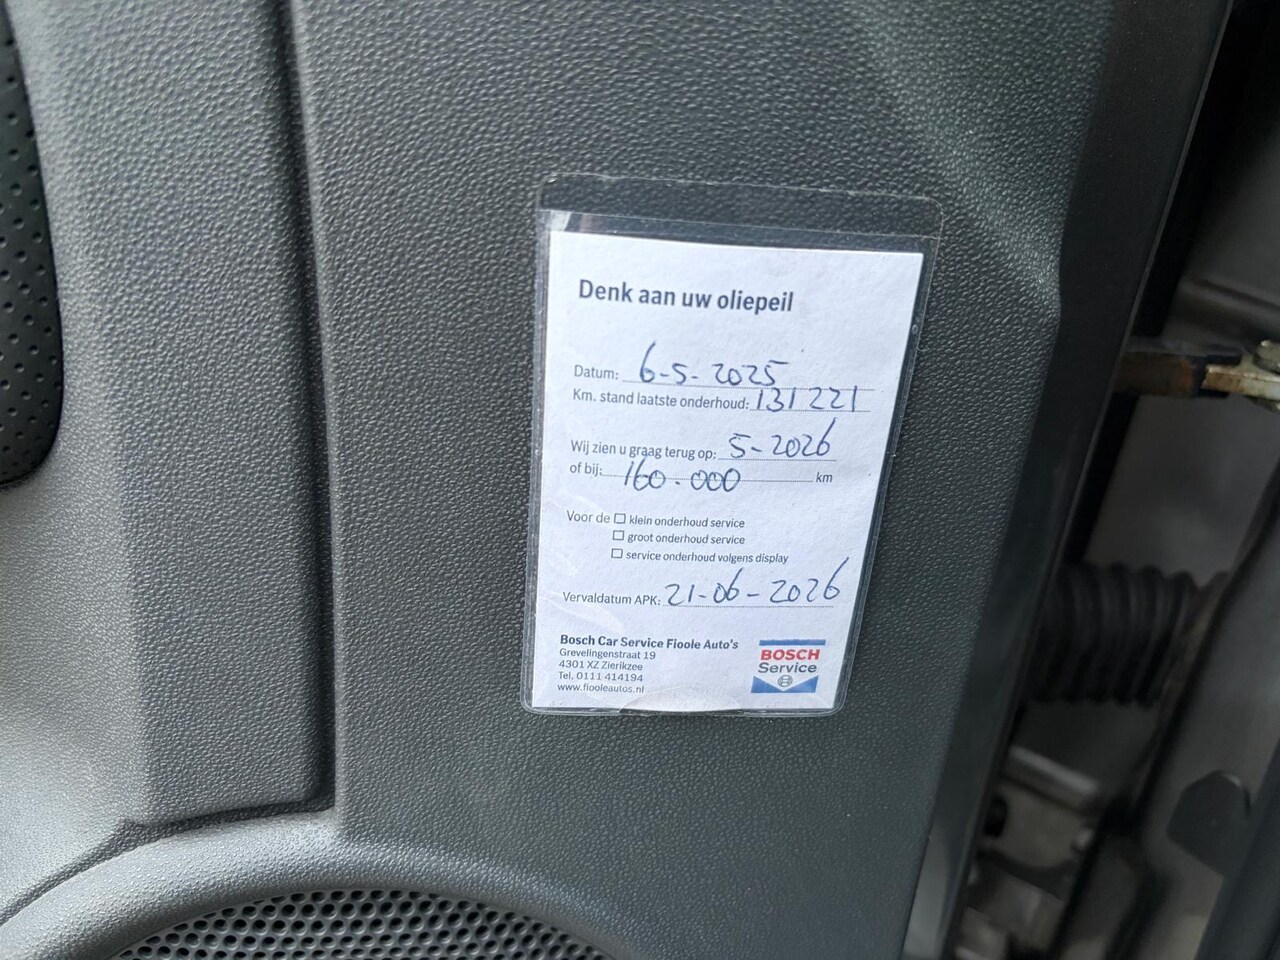 Denk aan uw oliepeil
Datum: 6-5-2025
Km. stand laatste onderhoud: 131221
Wij zien u graag terug op: 5-2026
of bij: 160.000 km
Voor de ☐ klein onderhoud service
☐ groot onderhoud service
☐ service onderhoud volgens display
Vervaldatum APK: 21-06-2026
Bosch Car Service Fioole Auto's
Grevelingenstraat 19
4301 XZ Zierikzee
Tel. 0111 414194
www.fiooleautos.nl
BOSCH
Service